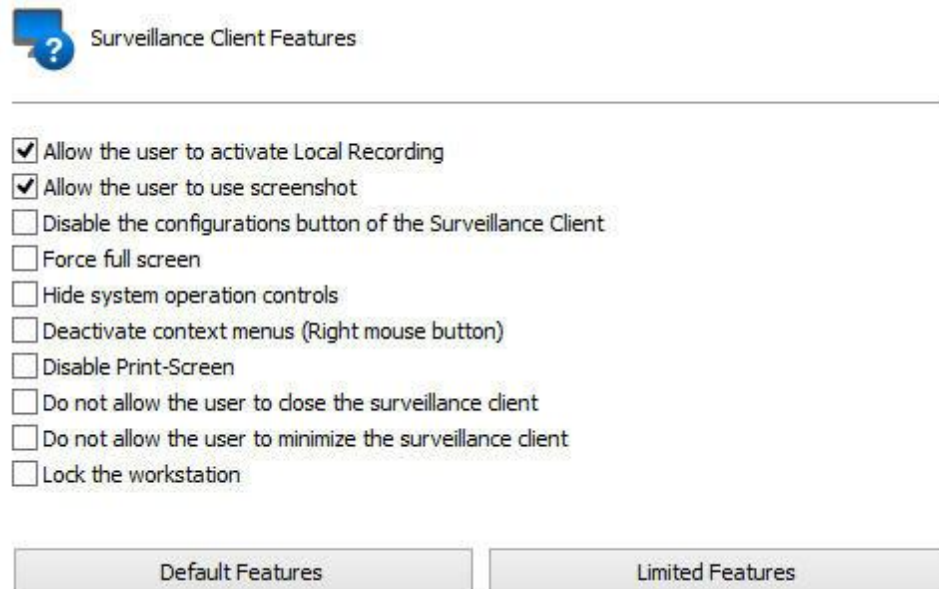 Surveillance Client Features
Allow the user to activate Local Recording
Allow the user to use screenshot
Disable the configurations button of the Surveillance Client
Force full screen
Hide system operation controls
Deactivate context menus (Right mouse button)
Disable Print-Screen
Do not allow the user to close the surveillance client
Do not allow the user to minimize the surveillance client
Lock the workstation
Default Features
Limited Features